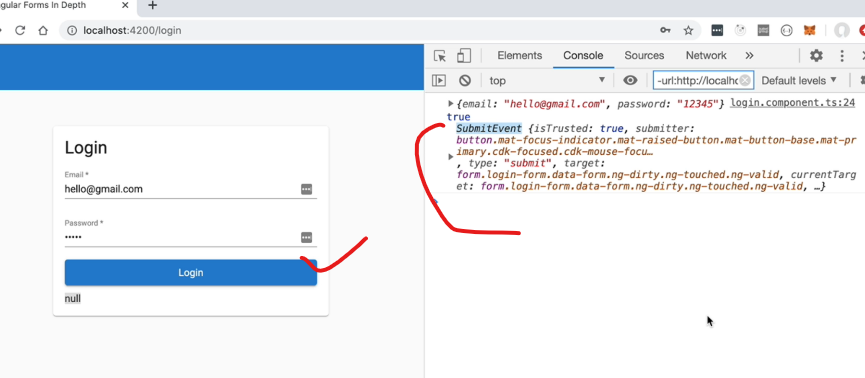 gular Forms In Depth
localhost:4200/login
Elements Console Sources Network
top -url:http://localho Default levels
{email: "hello@gmail.com", password: "12345"} login.component.ts:24
true
SubmitEvent {isTrusted: true, submitter:
button.mat-focus-indicator.mat-raised-button.mat-button-base.mat-pr
imary.cdk-focused.cdk-mouse-focu…
, type: "submit", target:
form.login-form.data-form.ng-dirty.ng-touched.ng-valid, currentTarg
et: form.login-form.data-form.ng-dirty.ng-touched.ng-valid, …}
Login
Email *
hello@gmail.com
Password *
•••••
Login
null